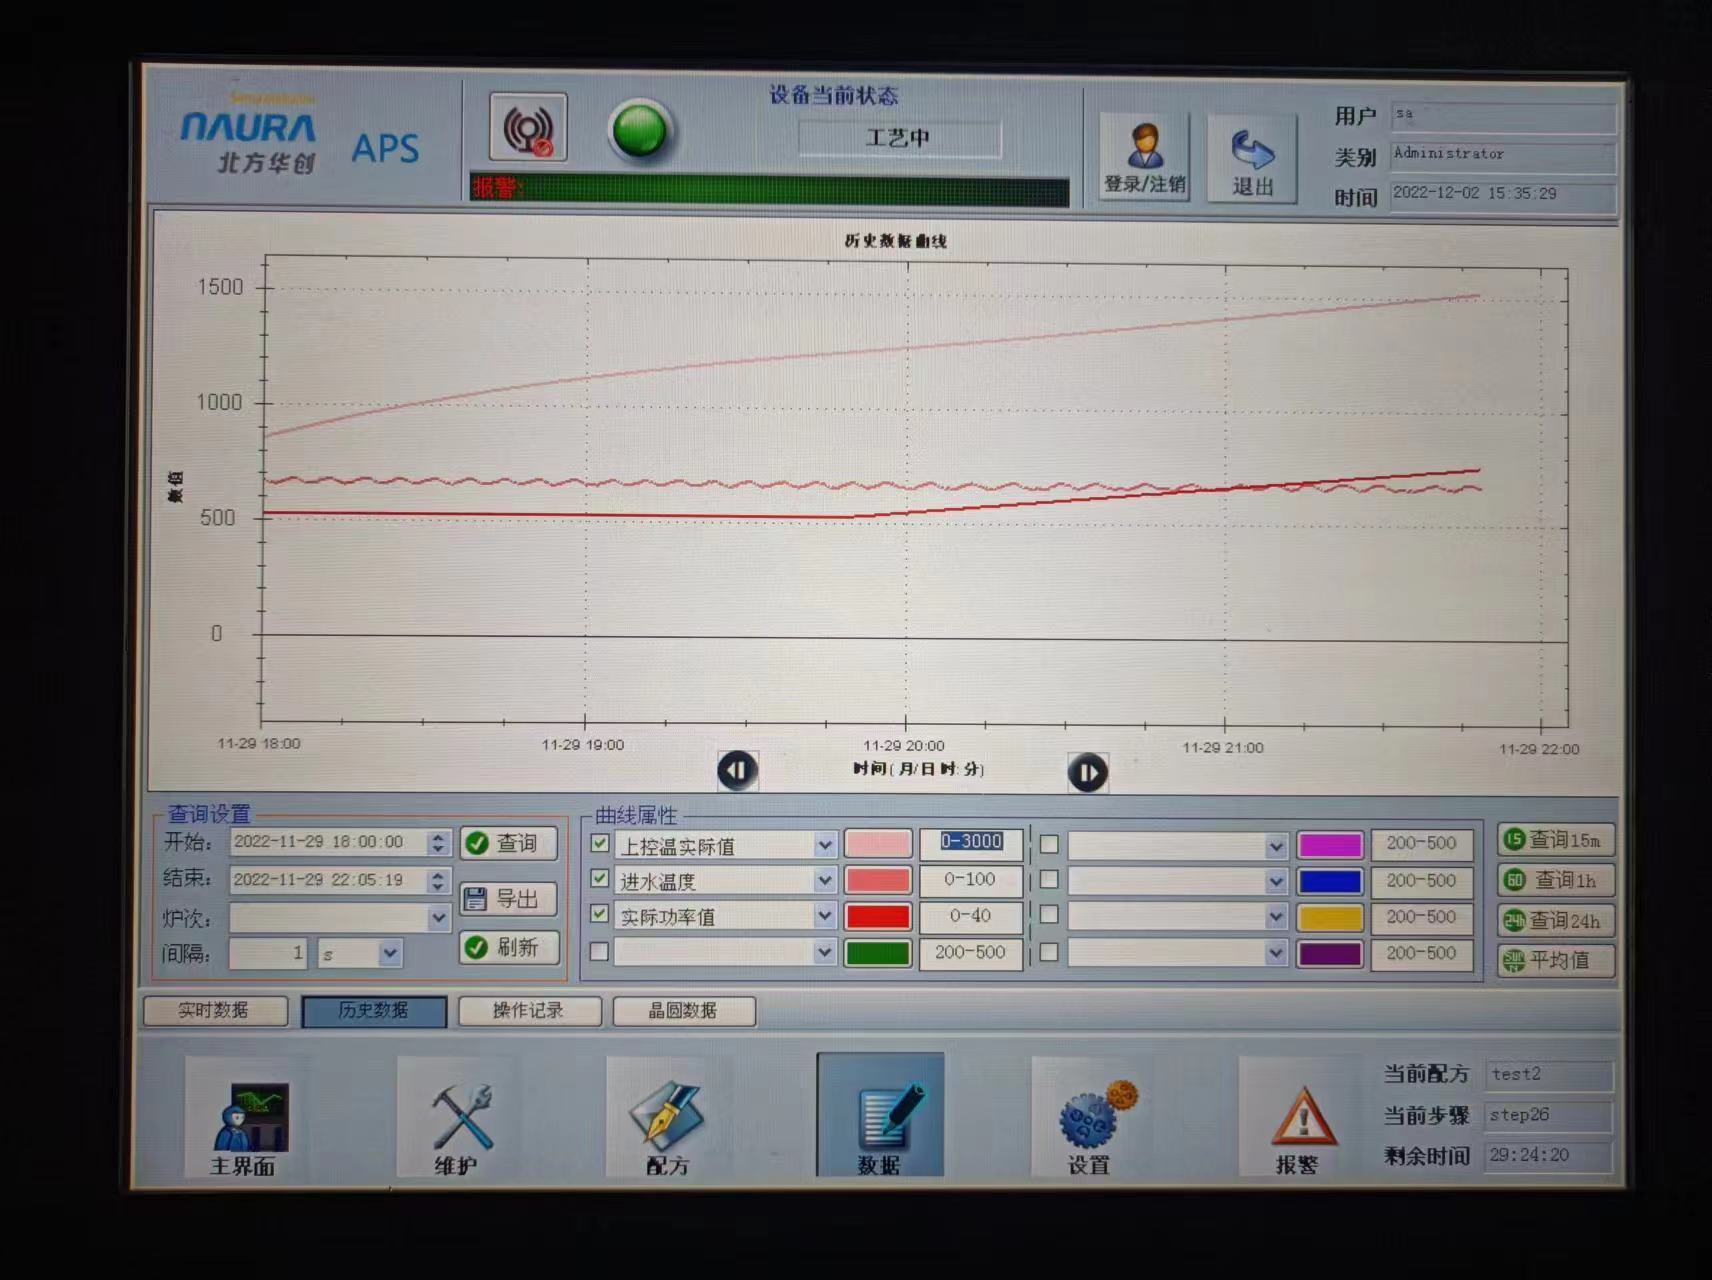 NAURA
北方华创
APS
设备当前状态
工艺中
报警:
登录/注销
退出
用户 sa
类别 Administrator
时间 2022-12-02 15:35:29
历史数据曲线
1500
1000
500
0
数值
11-29 18:00
11-29 19:00
11-29 20:00
11-29 21:00
11-29 22:00
时间(月/日 时:分)
查询设置
开始: 2022-11-29 18:00:00
查询
结束: 2022-11-29 22:05:19
导出
炉次:
间隔: 1 s
刷新
曲线属性
上控温实际值 0-3000
200-500
进水温度 0-100
200-500
实际功率值 0-40
200-500
200-500
200-500
15 查询15m
60 查询1h
24h 查询24h
平均值
实时数据
历史数据
操作记录
晶圆数据
主界面
维护
配方
数据
设置
报警
当前配方 test2
当前步骤 step26
剩余时间 29:24:20